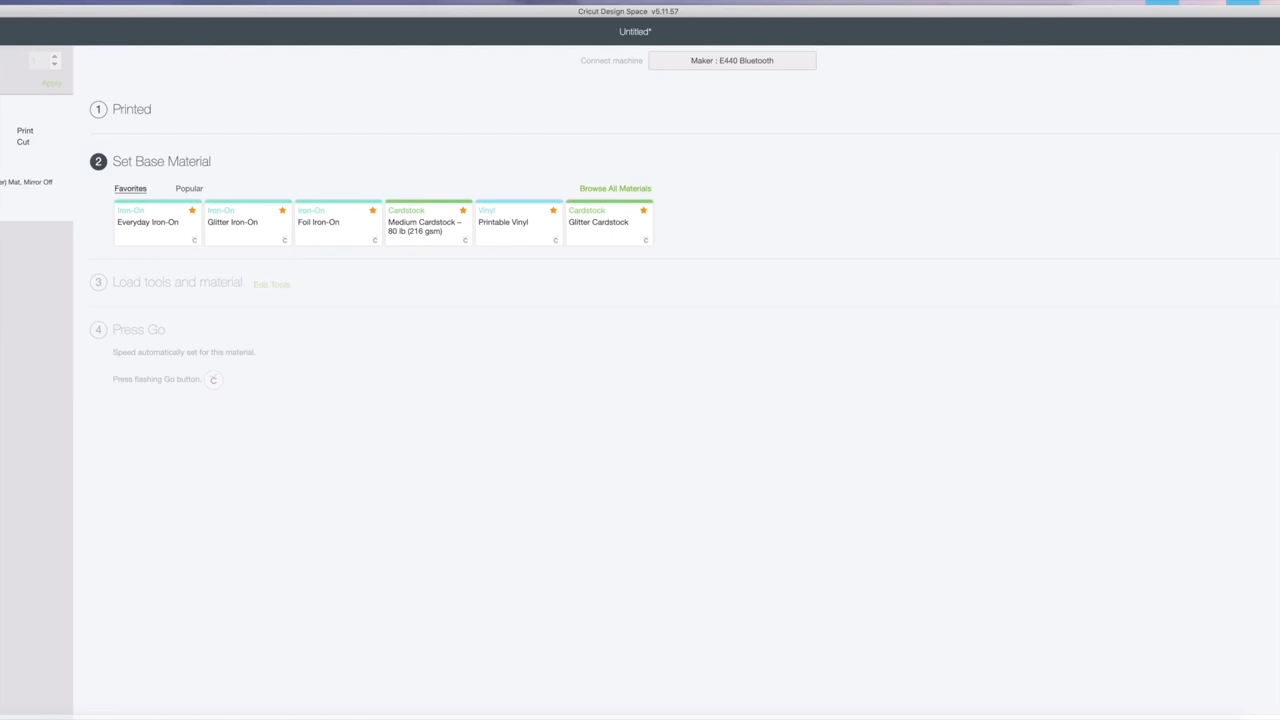 Cricut Design Space v5.11.57
Untitled*
Connect machine
Maker : E440 Bluetooth
Apply
Print
Cut
er) Mat, Mirror Off
1 Printed
2 Set Base Material
Favorites
Popular
Browse All Materials
Iron-On
Everyday Iron-On
Iron-On
Glitter Iron-On
Iron-On
Foil Iron-On
Cardstock
Medium Cardstock –
80 lb (216 gsm)
Vinyl
Printable Vinyl
Cardstock
Glitter Cardstock
3 Load tools and material Edit Tools
4 Press Go
Speed automatically set for this material.
Press flashing Go button.